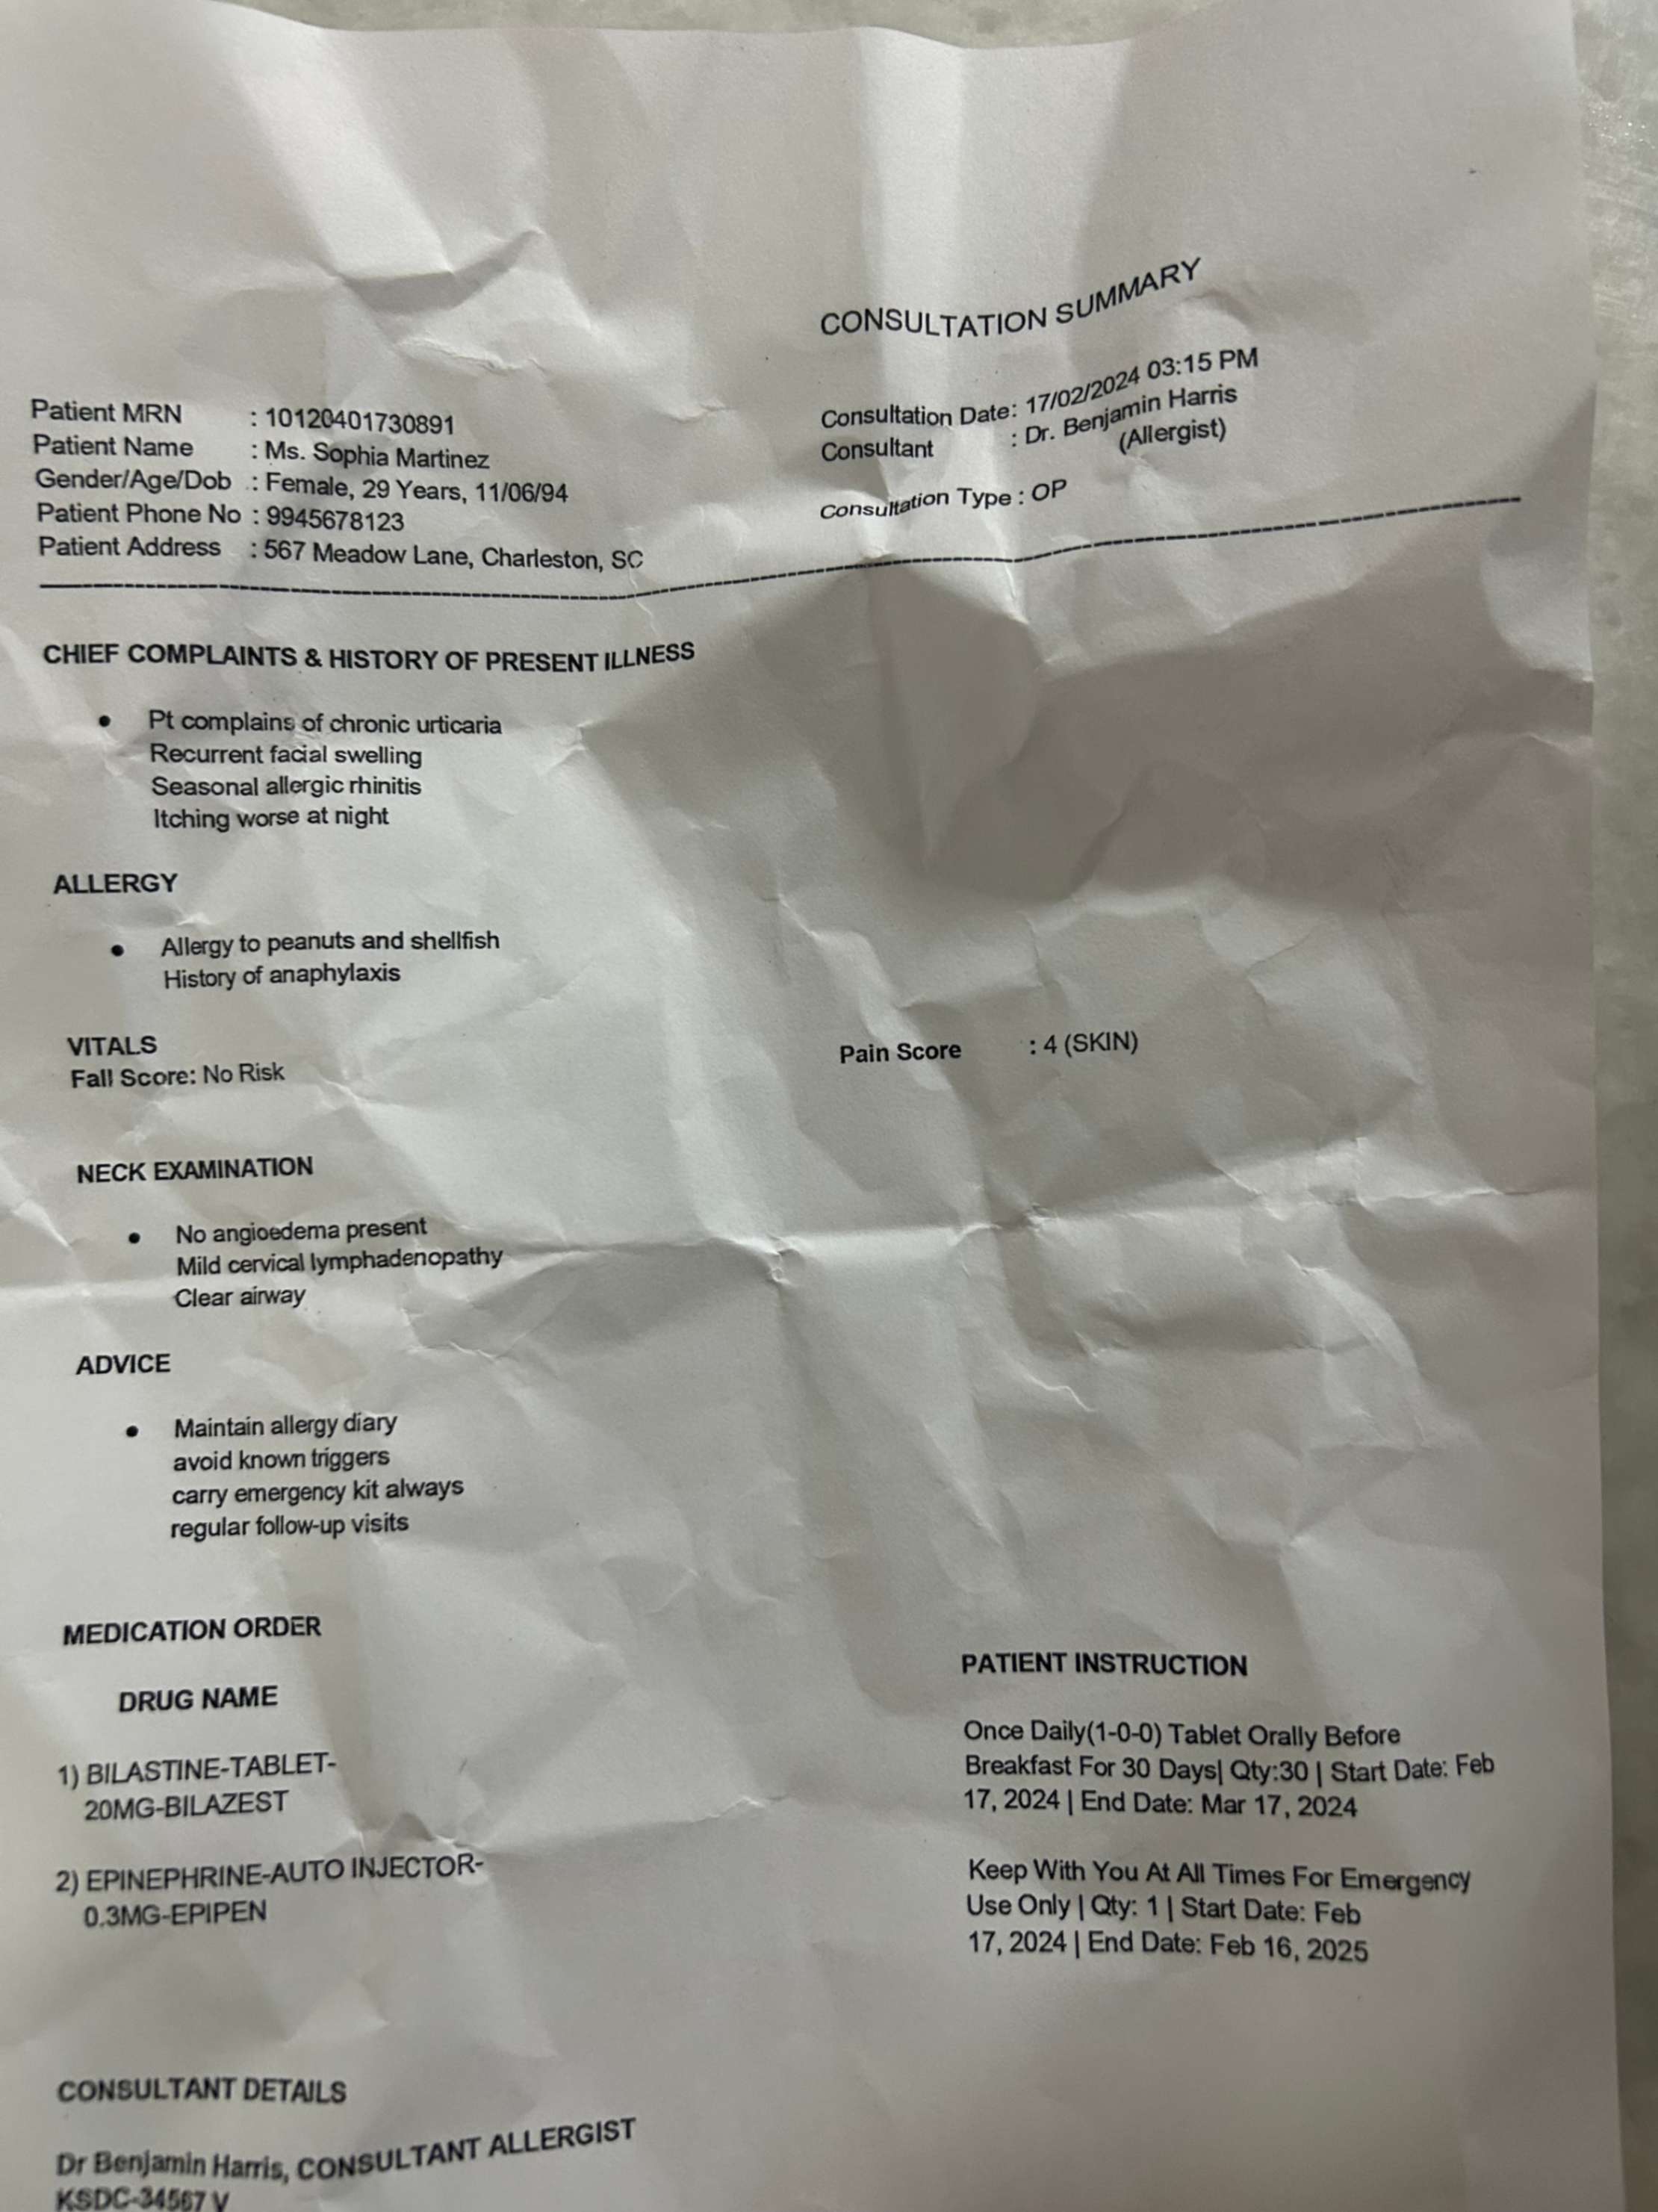 CONSULTATION SUMMARY
Patient MRN : 10120401730891
Patient Name : Ms. Sophia Martinez
Gender/Age/Dob : Female, 29 Years, 11/06/94
Patient Phone No : 9945678123
Patient Address : 567 Meadow Lane, Charleston, SC
Consultation Date: 17/02/2024 03:15 PM
Consultant : Dr. Benjamin Harris
(Allergist)
Consultation Type : OP
CHIEF COMPLAINTS & HISTORY OF PRESENT ILLNESS
• Pt complains of chronic urticaria
Recurrent facial swelling
Seasonal allergic rhinitis
Itching worse at night
ALLERGY
• Allergy to peanuts and shellfish
History of anaphylaxis
VITALS
Fall Score: No Risk
Pain Score : 4 (SKIN)
NECK EXAMINATION
• No angioedema present
Mild cervical lymphadenopathy
Clear airway
ADVICE
• Maintain allergy diary
avoid known triggers
carry emergency kit always
regular follow-up visits
MEDICATION ORDER
DRUG NAME
PATIENT INSTRUCTION
1) BILASTINE-TABLET-
20MG-BILAZEST
Once Daily(1-0-0) Tablet Orally Before
Breakfast For 30 Days| Qty:30 | Start Date: Feb
17, 2024 | End Date: Mar 17, 2024
2) EPINEPHRINE-AUTO INJECTOR-
0.3MG-EPIPEN
Keep With You At All Times For Emergency
Use Only | Qty: 1 | Start Date: Feb
17, 2024 | End Date: Feb 16, 2025
CONSULTANT DETAILS
Dr Benjamin Harris, CONSULTANT ALLERGIST
KSDC-34567 V